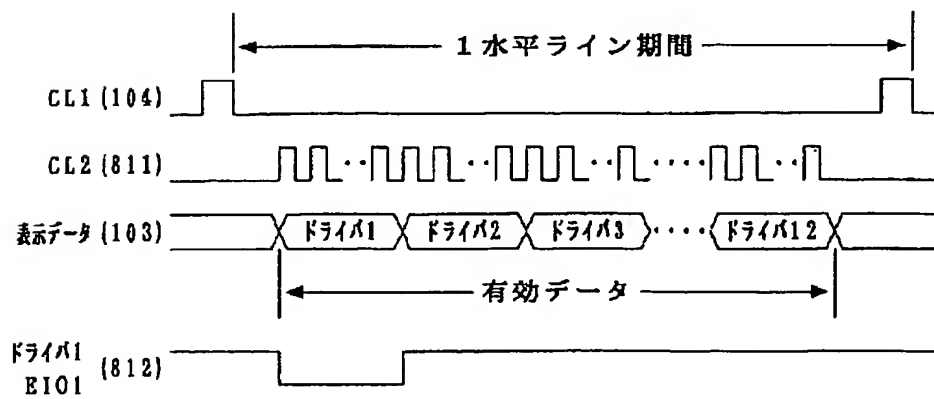 1水平ライン期間
CL1(104)
CL2(811)
表示データ(103)
ドライバ1 ドライバ2 ドライバ3 ドライバ12
有効データ
ドライバ1
EIO1 (812)